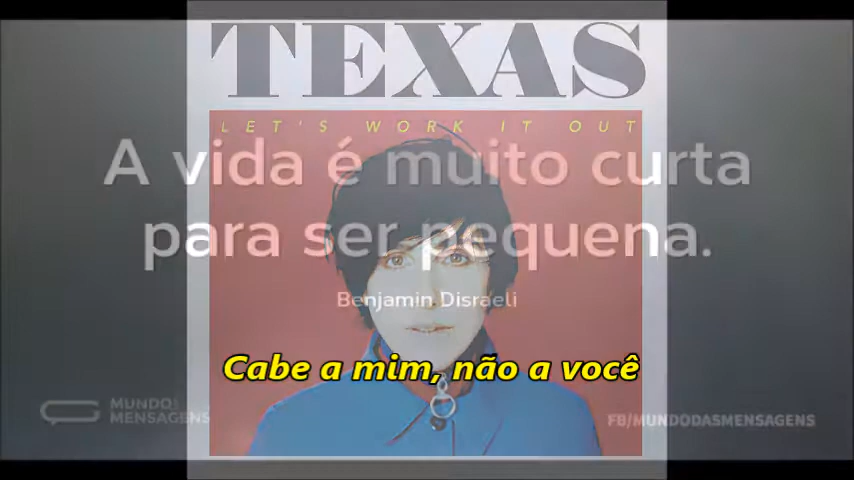 TEXAS
LET'S WORK IT OUT
A vida é muito curta
para ser pequena.
Benjamin Disraeli
Cabe a mim, não a você
MUNDO DAS
MENSAGENS
FB/MUNDODASMENSAGENS